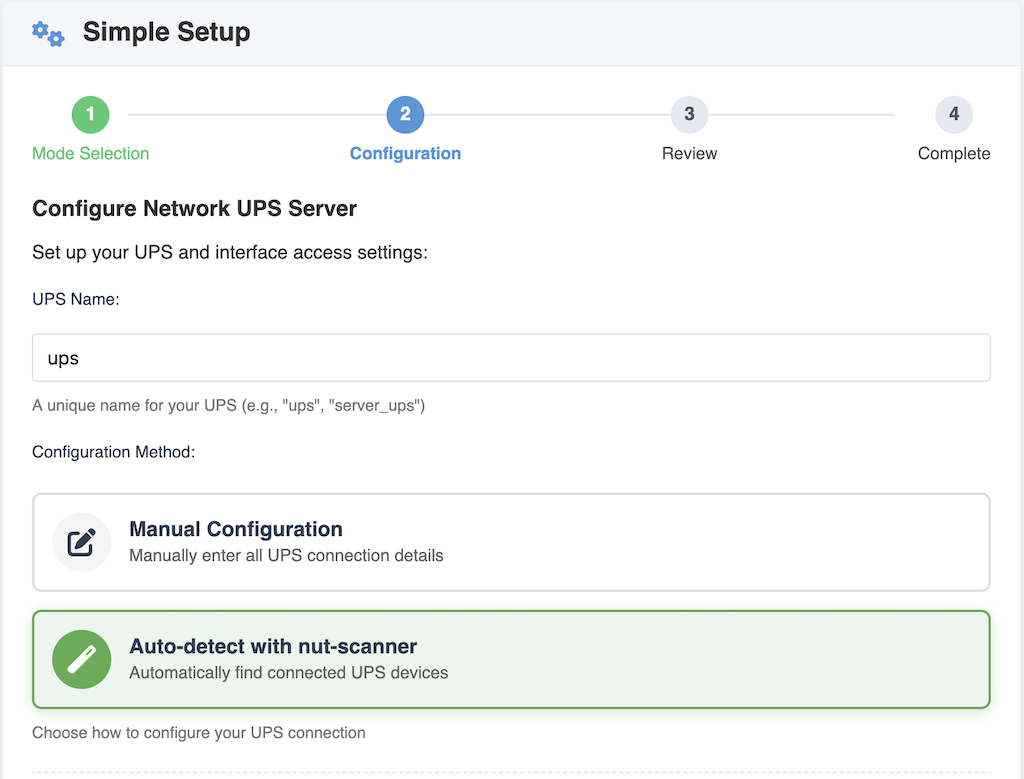 Simple Setup
1
2
3
4
Mode Selection
Configuration
Review
Complete
Configure Network UPS Server
Set up your UPS and interface access settings:
UPS Name:
ups
A unique name for your UPS (e.g., "ups", "server_ups")
Configuration Method:
Manual Configuration
Manually enter all UPS connection details
Auto-detect with nut-scanner
Automatically find connected UPS devices
Choose how to configure your UPS connection